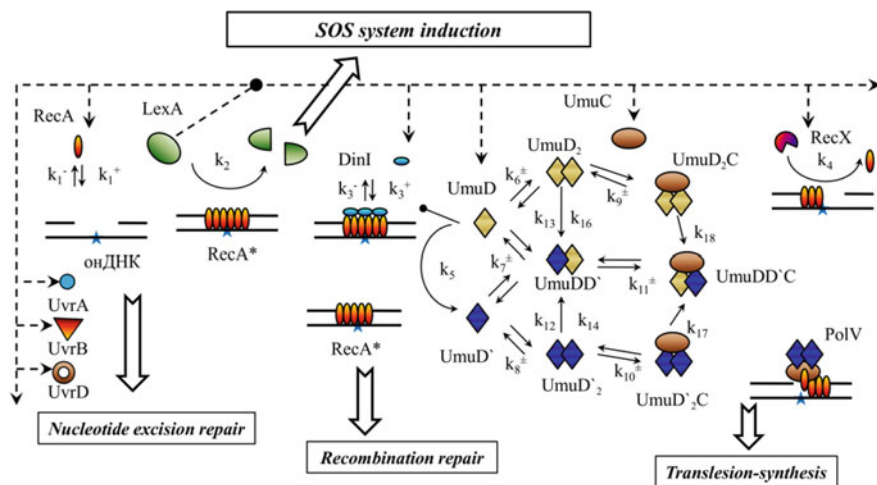 SOS system induction
RecA
LexA
k₁⁻
k₁⁺
k₂
RecA*
онДНК
UvrA
UvrB
UvrD
Nucleotide excision repair
DinI
k₃⁻
k₃⁺
RecA*
Recombination repair
UmuD
k₅
UmuD`
k₆±
k₇±
k₈±
UmuD₂
k₁₃
k₁₆
UmuDD`
k₁₂
k₁₄
UmuD`₂
UmuC
k₉±
UmuD₂C
k₁₈
k₁₁±
UmuDD`C
k₁₇
k₁₀±
UmuD`₂C
RecX
k₄
PolV
Translesion-synthesis